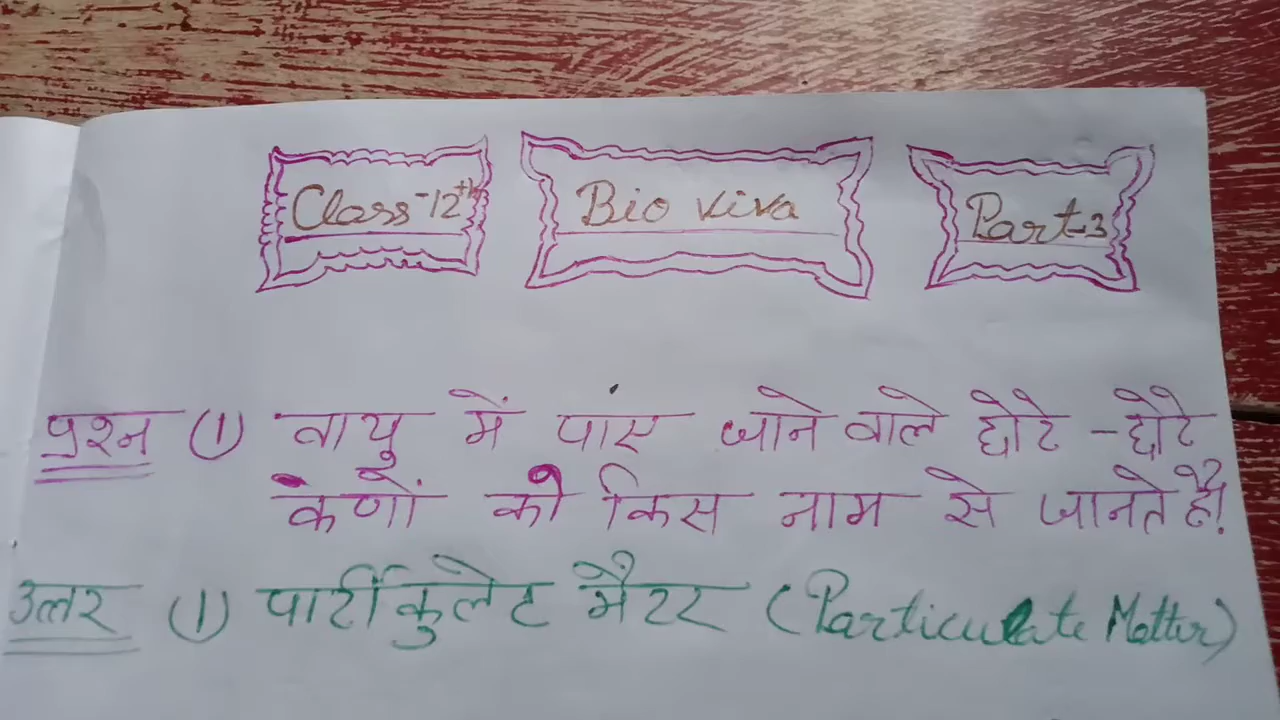 Class-12th Bio Viva Part-3
प्रश्न (1) वायु में पांए जाने वाले छोटे -छोटे
कणों को किस नाम से जानते है?
उत्तर (1) पार्टीकुलेट मैटर (Particulate Matter)